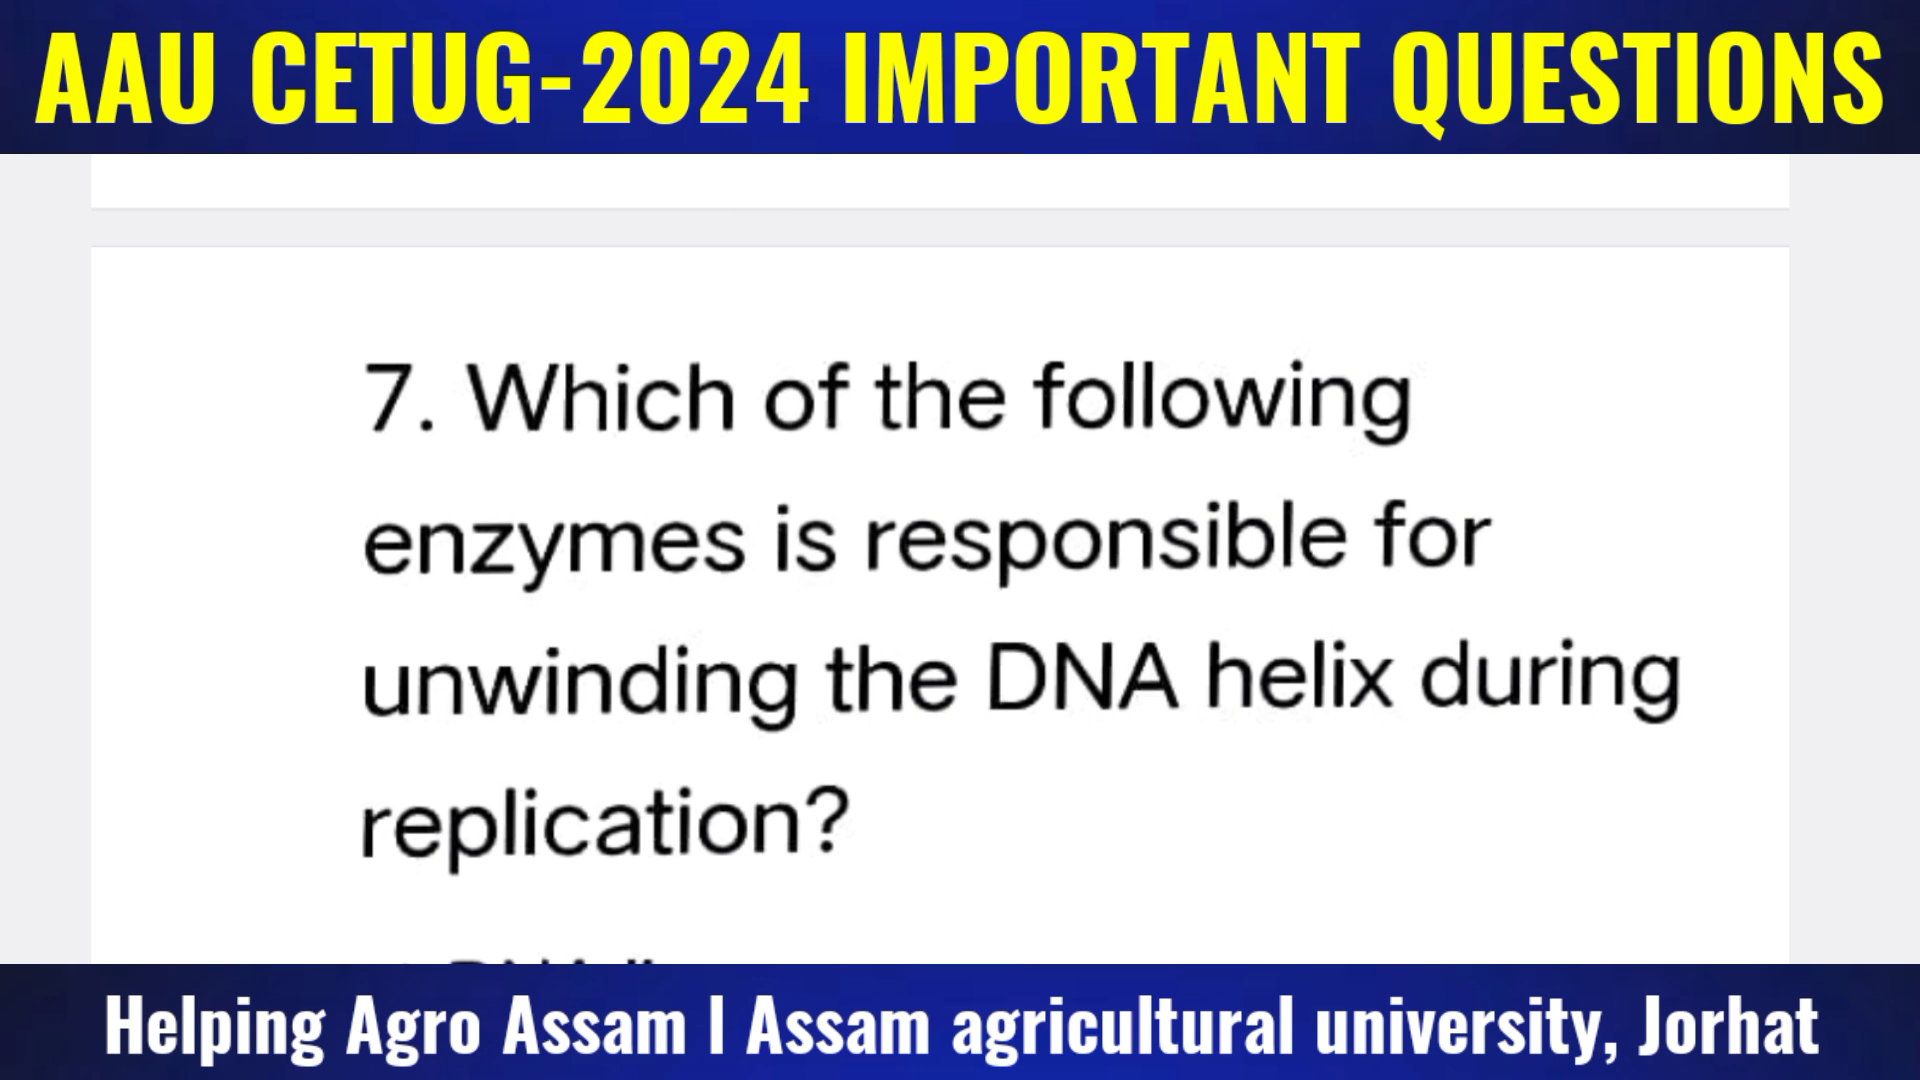 AAU CETUG-2024 IMPORTANT QUESTIONS
7. Which of the following
enzymes is responsible for
unwinding the DNA helix during
replication?
Helping Agro Assam I Assam agricultural university, Jorhat